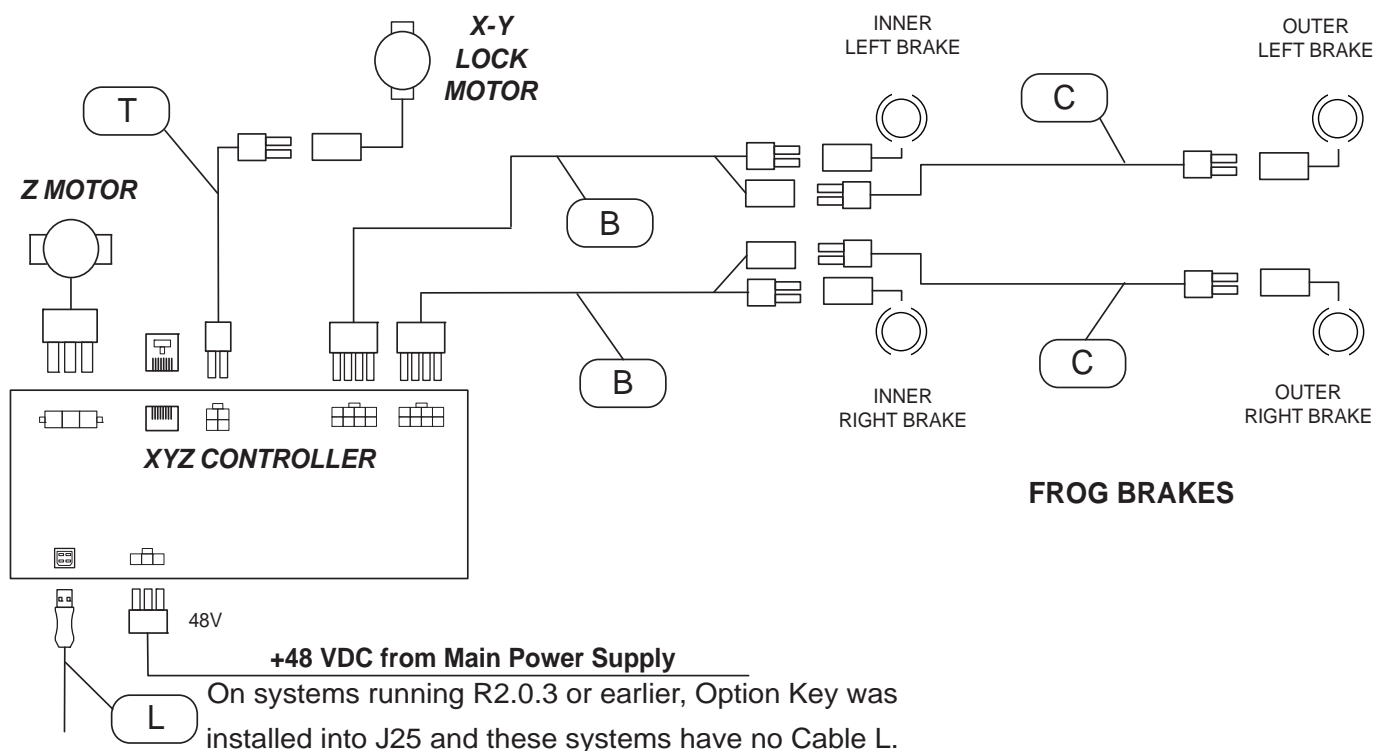 X-Y
LOCK
MOTOR
INNER
LEFT BRAKE
OUTER
LEFT BRAKE
T
C
Z MOTOR
B
B
C
INNER
RIGHT BRAKE
OUTER
RIGHT BRAKE
XYZ CONTROLLER
FROG BRAKES
48V
+48 VDC from Main Power Supply
L
On systems running R2.0.3 or earlier, Option Key was
installed into J25 and these systems have no Cable L.